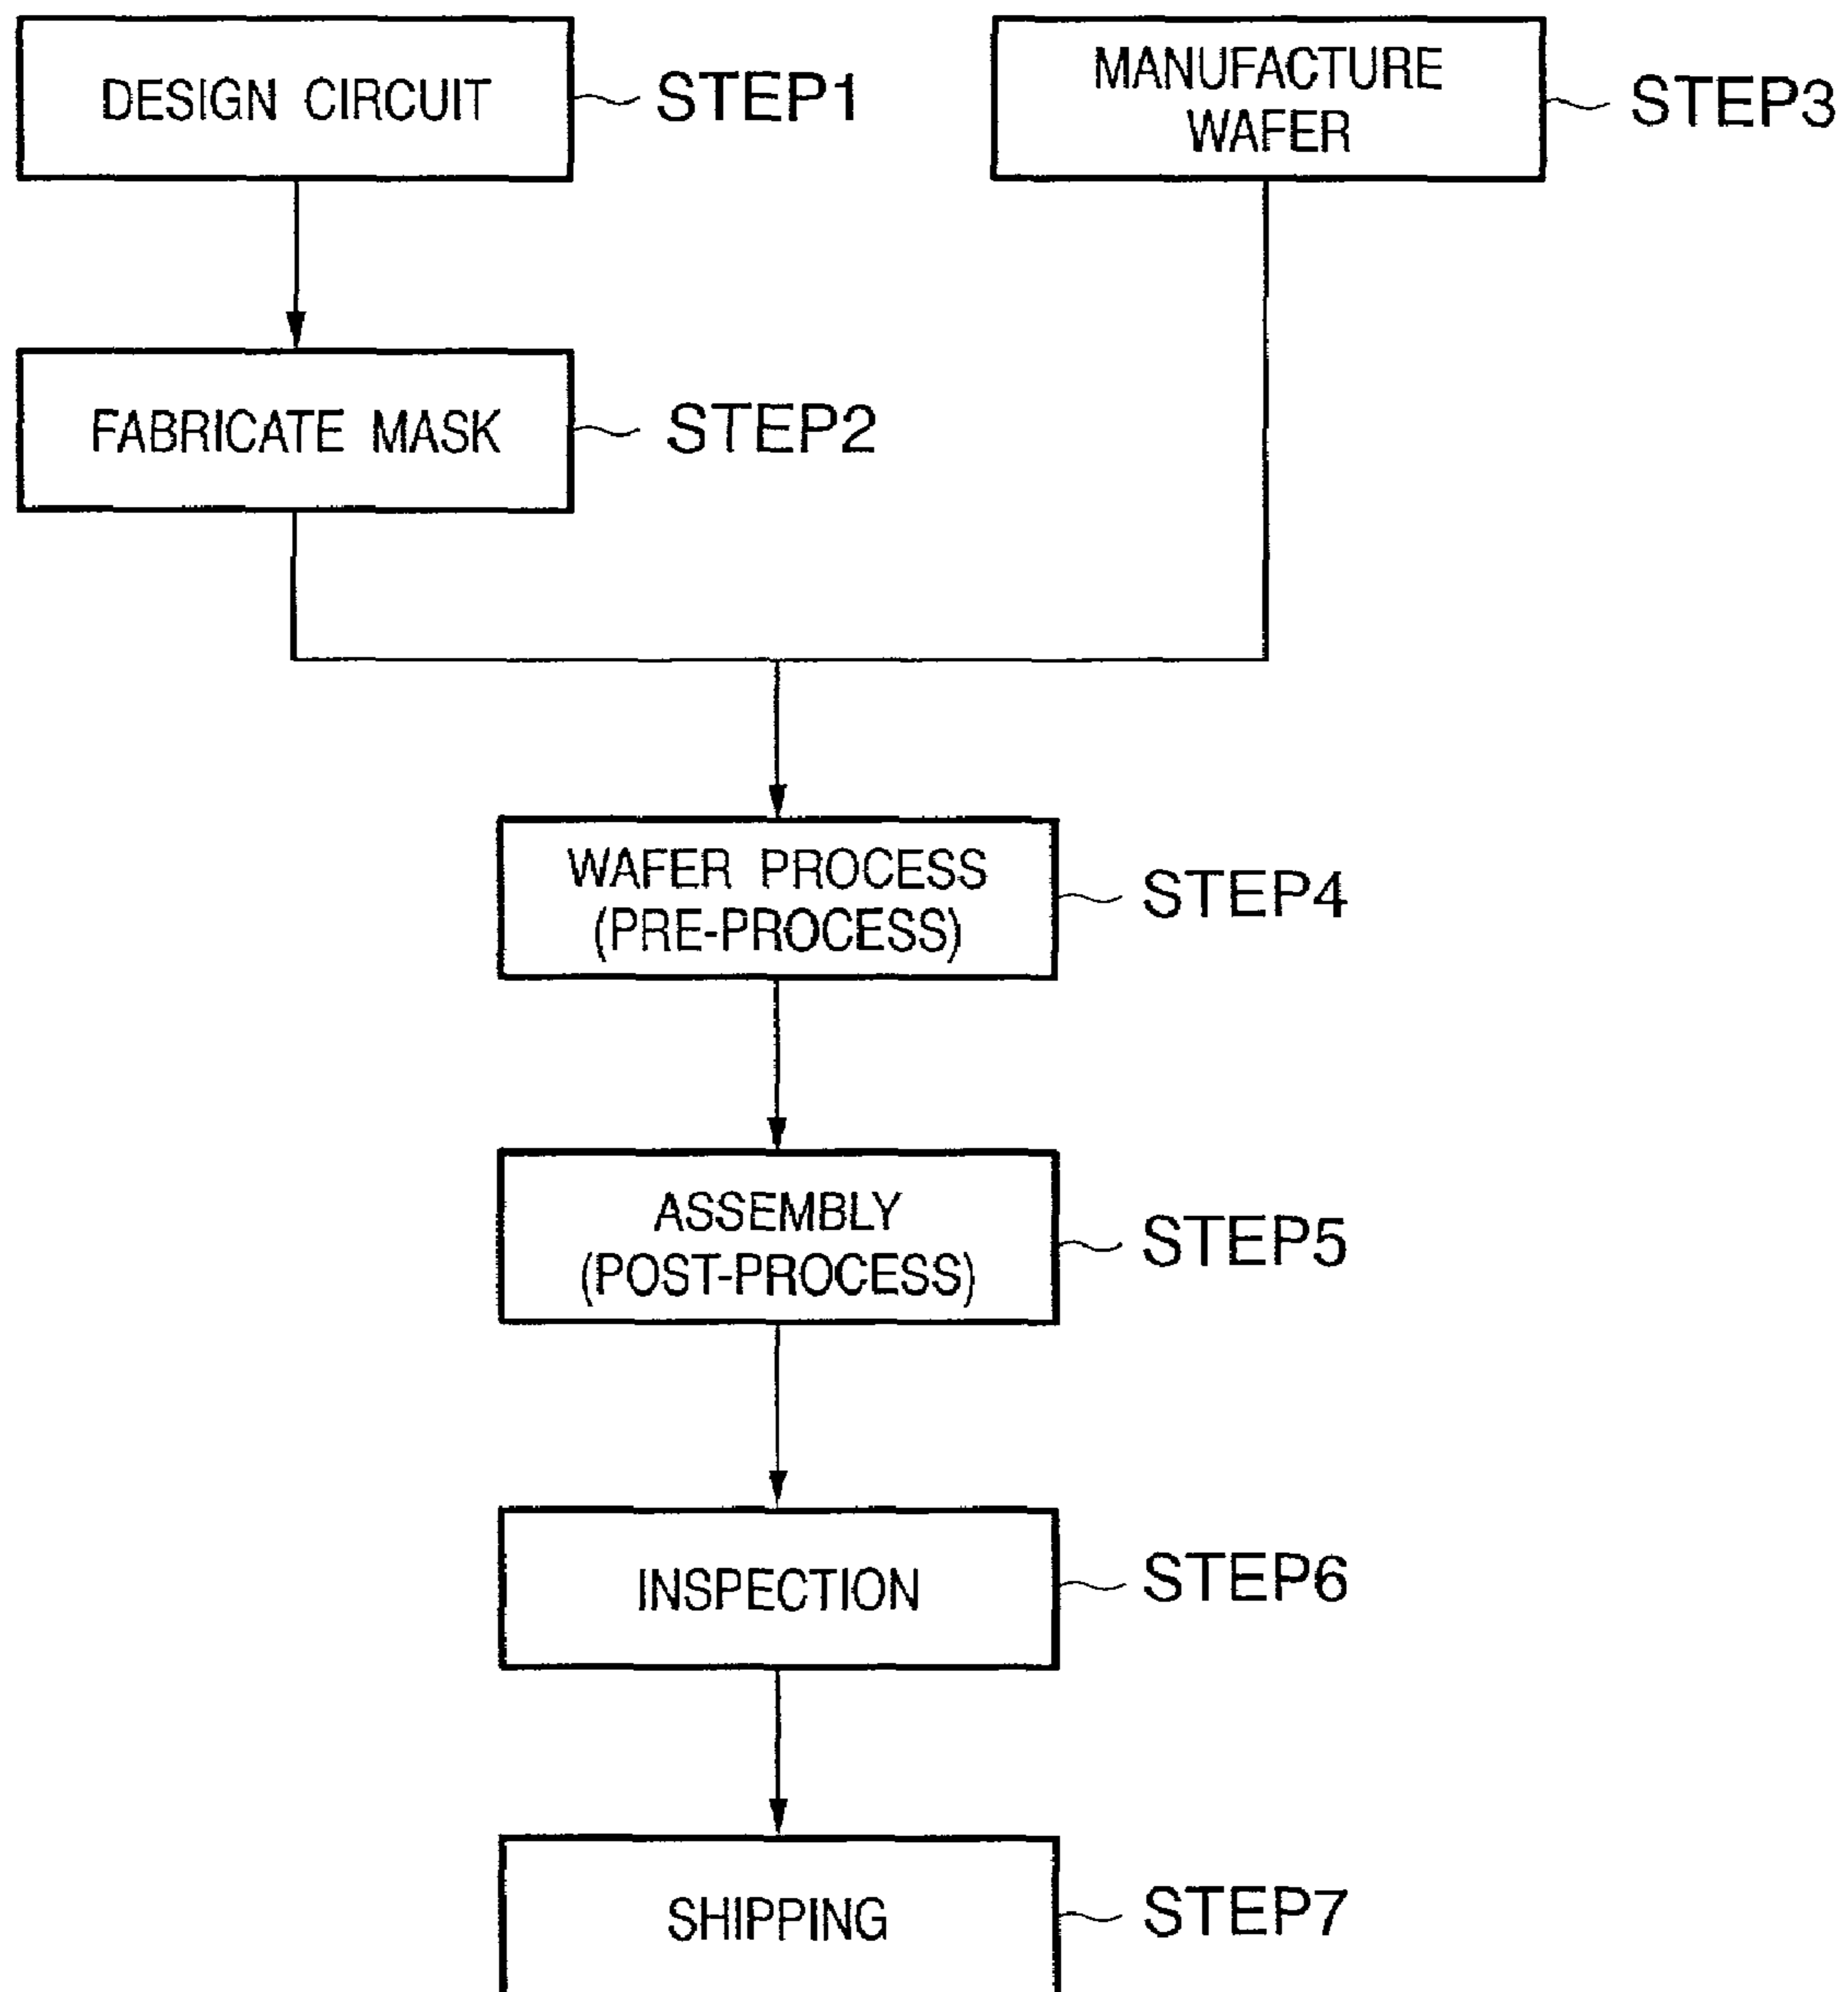 DESIGN CIRCUIT
STEP1
MANUFACTURE
WAFER
STEP3
FABRICATE MASK
STEP2
WAFER PROCESS
(PRE-PROCESS)
STEP4
ASSEMBLY
(POST-PROCESS)
STEP5
INSPECTION
STEP6
SHIPPING
STEP7